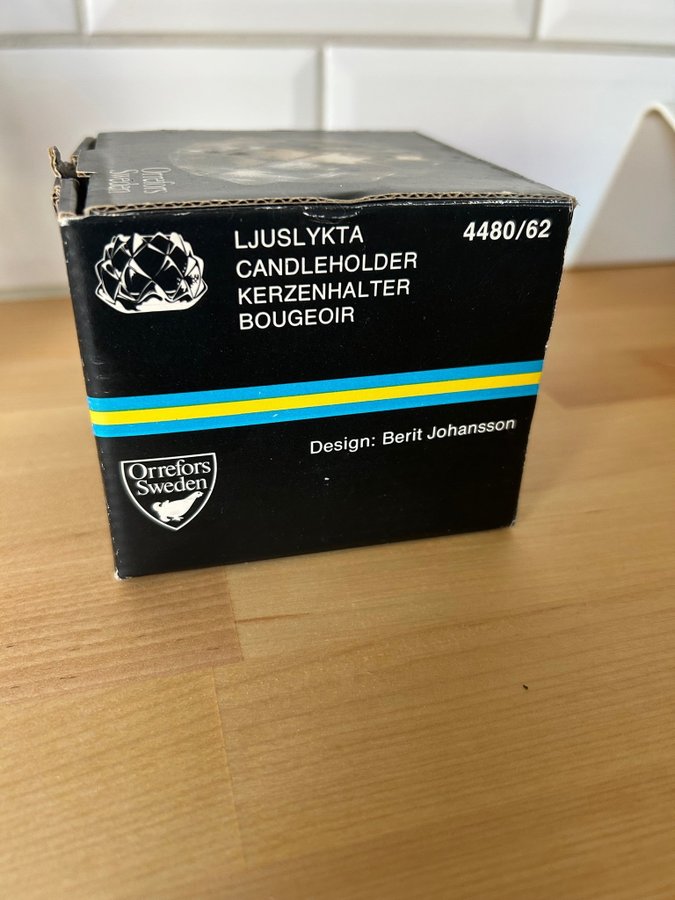 Orrefors
Sweden
LJUSLYKTA
CANDLEHOLDER
KERZENHALTER
BOUGEOIR
4480/62
Design: Berit Johansson
Orrefors
Sweden